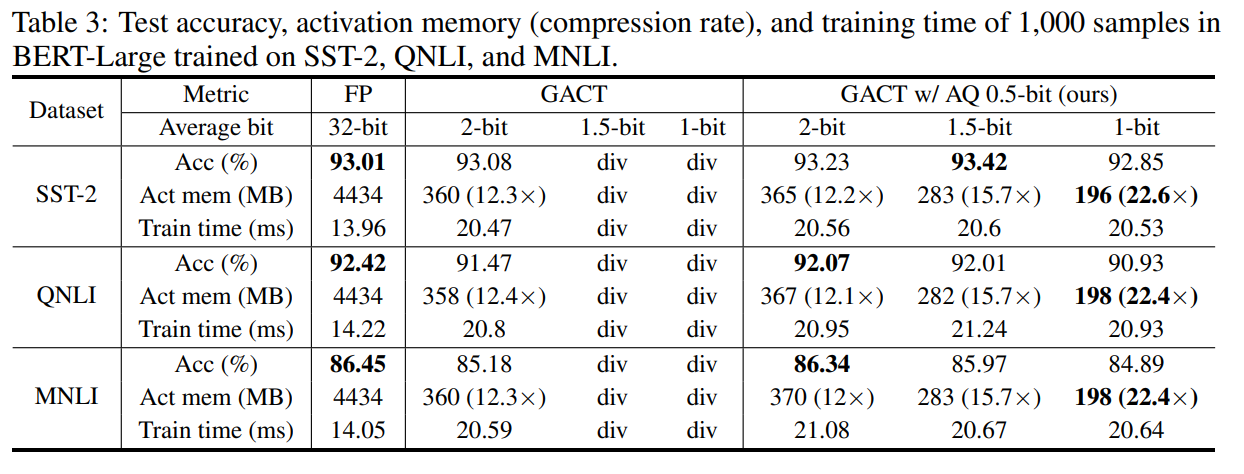 Table 3: Test accuracy, activation memory (compression rate), and training time of 1,000 samples in
BERT-Large trained on SST-2, QNLI, and MNLI.
Dataset Metric FP GACT GACT w/ AQ 0.5-bit (ours)
Average bit 32-bit 2-bit 1.5-bit 1-bit 2-bit 1.5-bit 1-bit
SST-2 Acc (%) 93.01 93.08 div div 93.23 93.42 92.85
Act mem (MB) 4434 360 (12.3×) div div 365 (12.2×) 283 (15.7×) 196 (22.6×)
Train time (ms) 13.96 20.47 div div 20.56 20.6 20.53
QNLI Acc (%) 92.42 91.47 div div 92.07 92.01 90.93
Act mem (MB) 4434 358 (12.4×) div div 367 (12.1×) 282 (15.7×) 198 (22.4×)
Train time (ms) 14.22 20.8 div div 20.95 21.24 20.93
MNLI Acc (%) 86.45 85.18 div div 86.34 85.97 84.89
Act mem (MB) 4434 360 (12.3×) div div 370 (12×) 283 (15.7×) 198 (22.4×)
Train time (ms) 14.05 20.59 div div 21.08 20.67 20.64